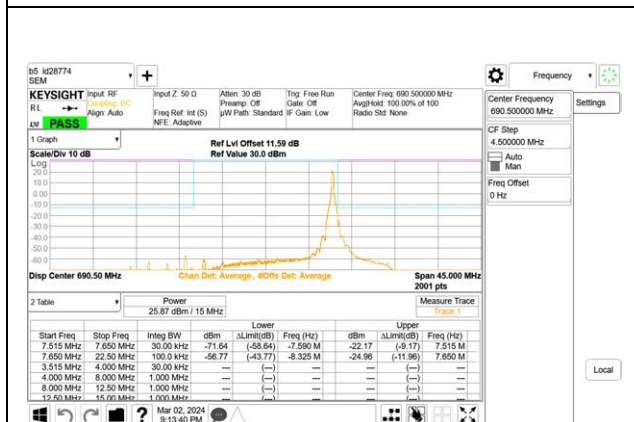 b5 id28774
SEM
+
Frequency
KEYSIGHT
RL
LM PASS
Input: RF
Coupling: DC
Align: Auto
Input Z: 50 Ω
Freq Ref: Int (S)
NFE: Adaptive
Atten: 30 dB
Preamp: Off
µW Path: Standard
Trig: Free Run
Gate: Off
IF Gain: Low
Center Freq: 690.500000 MHz
Avg|Hold: 100.00% of 100
Radio Std: None
Center Frequency
690.500000 MHz
Settings
CF Step
4.500000 MHz
Auto
Man
Freq Offset
0 Hz
Local
1 Graph
Scale/Div 10 dB
Ref Lvl Offset 11.59 dB
Ref Value 30.0 dBm
Log
20.0
10.0
0.00
-10.0
-20.0
-30.0
-40.0
-50.0
-60.0
Disp Center 690.50 MHz
Chan Det: Average , #Offs Det: Average
Span 45.000 MHz
2001 pts
2 Table
Power
25.87 dBm / 15 MHz
Measure Trace
Trace 1
Lower Upper
Start Freq Stop Freq Integ BW dBm ΔLimit(dB) Freq (Hz) dBm ΔLimit(dB) Freq (Hz)
7.515 MHz 7.650 MHz 30.00 kHz -71.64 (-58.64) -7.590 M -22.17 (-9.17) 7.515 M
7.650 MHz 22.50 MHz 100.0 kHz -56.77 (-43.77) -8.325 M -24.96 (-11.96) 7.650 M
3.515 MHz 4.000 MHz 30.00 kHz --- (---) --- --- (---) ---
4.000 MHz 8.000 MHz 1.000 MHz --- (---) --- --- (---) ---
8.000 MHz 12.50 MHz 1.000 MHz --- (---) --- --- (---) ---
12.50 MHz 15.00 MHz 1.000 MHz --- (---) --- --- (---) ---
?
Mar 02, 2024
9:13:40 PM